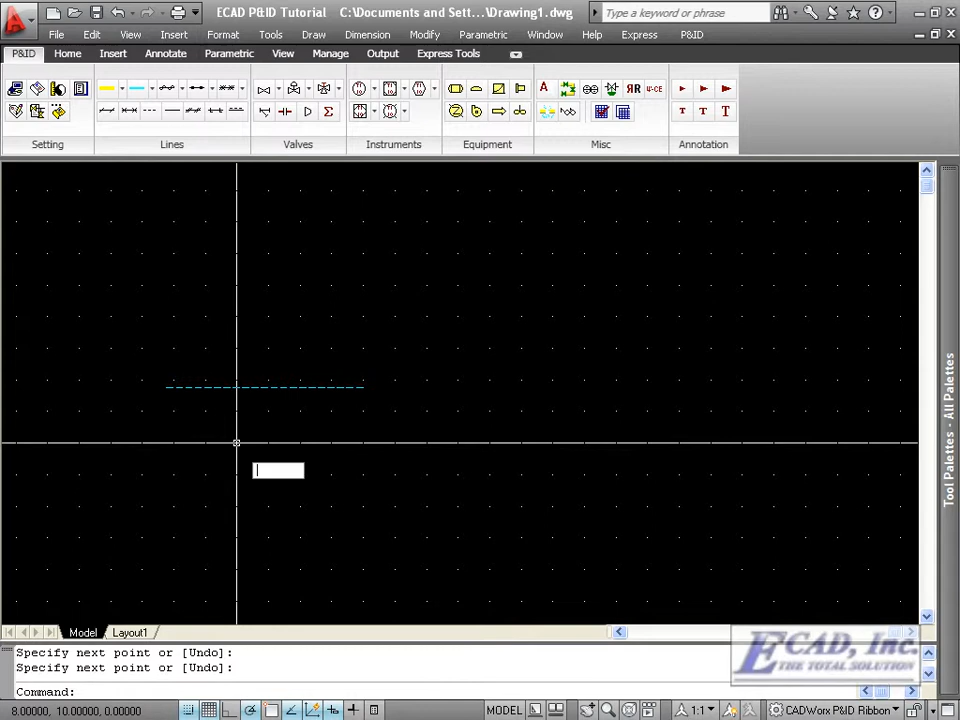 ECAD P&ID Tutorial C:\Documents and Sett...\Drawing1.dwg
Type a keyword or phrase
File Edit View Insert Format Tools Draw Dimension Modify Parametric Window Help Express P&ID
P&ID Home Insert Annotate Parametric View Manage Output Express Tools
Setting Lines Valves Instruments Equipment Misc Annotation
Tool Palettes - All Palettes
Model Layout1
Specify next point or [Undo]:
Specify next point or [Undo]:
Command:
ECAD, Inc.
THE TOTAL SOLUTION
8.00000, 10.00000, 0.00000 MODEL 1:1 CADWorx P&ID Ribbon